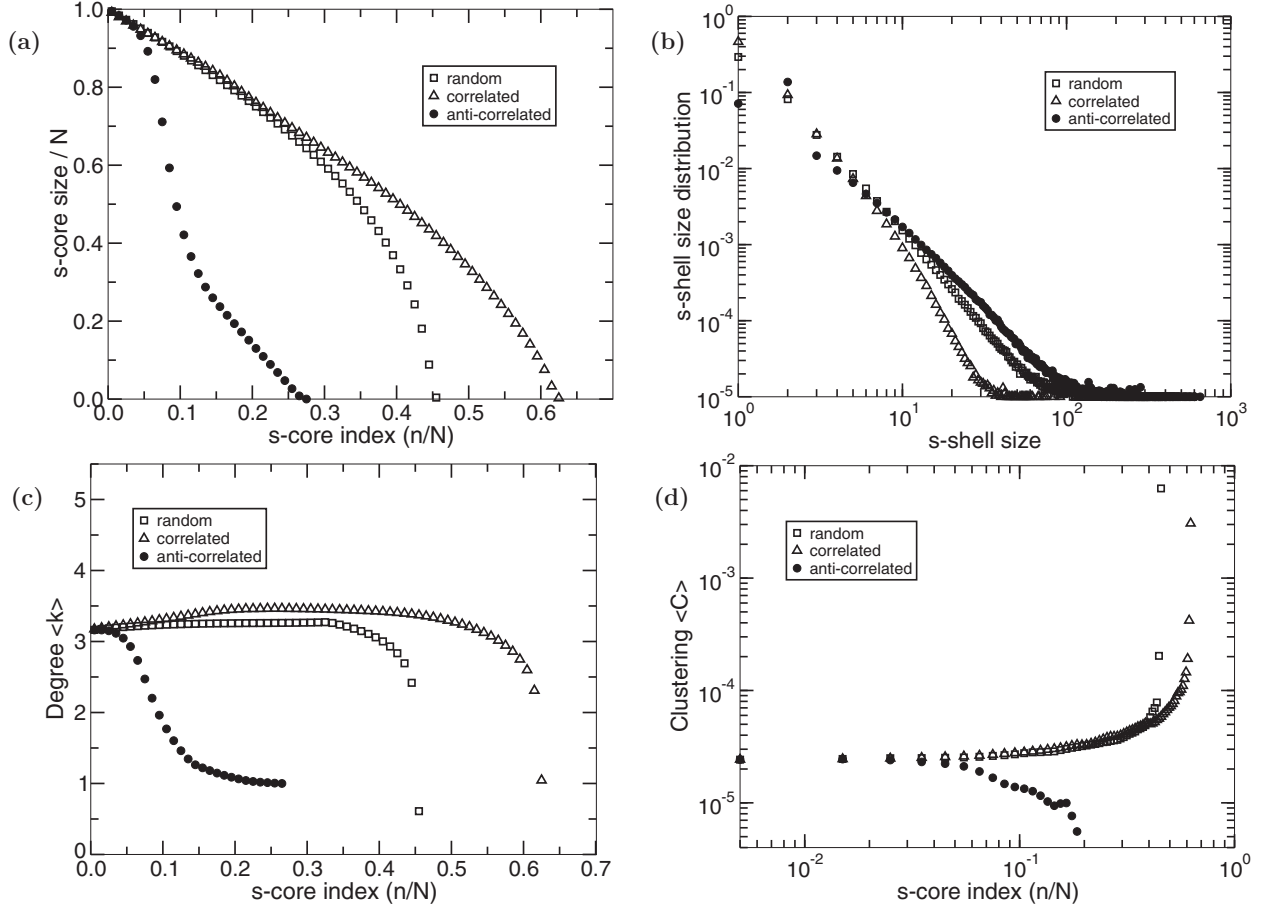 (a)
1.0
0.8
0.6
0.4
0.2
0.0
s-core size / N
random
correlated
anti-correlated
0.0 0.1 0.2 0.3 0.4 0.5 0.6
s-core index (n/N)
(b)
10^0
10^-1
10^-2
10^-3
10^-4
10^-5
s-shell size distribution
random
correlated
anti-correlated
10^0 10^1 10^2 10^3
s-shell size
(c)
5
4
3
2
1
0
Degree <k>
random
correlated
anti-correlated
0.0 0.1 0.2 0.3 0.4 0.5 0.6 0.7
s-core index (n/N)
(d)
10^-2
10^-3
10^-4
10^-5
Clustering <C>
random
correlated
anti-correlated
10^-2 10^-1 10^0
s-core index (n/N)